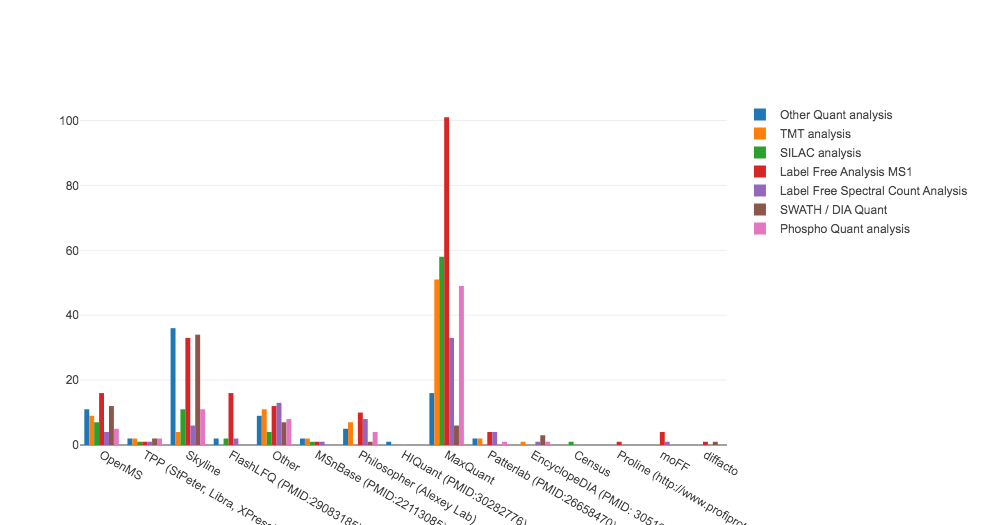 100
80
60
40
20
0
OpenMS
TPP (StPeter, Libra, XPress
Skyline
FlashLFQ (PMID:29083185)
Other
MSnBase (PMID:22113085)
Philosopher (Alexey Lab)
HiQuant (PMID:30282776)
MaxQuant
Patterlab (PMID:26658470)
EncyclopeDIA (PMID: 3051
Census
Proline (http://www.profiprot
moFF
diffacto
Other Quant analysis
TMT analysis
SILAC analysis
Label Free Analysis MS1
Label Free Spectral Count Analysis
SWATH / DIA Quant
Phospho Quant analysis